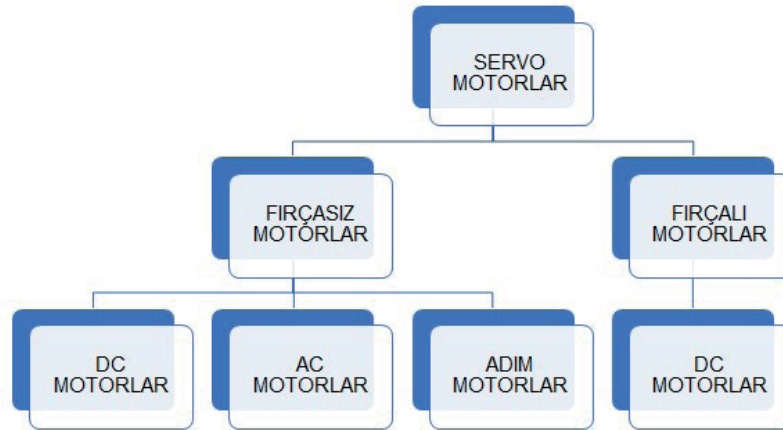 SERVO
MOTORLAR
FIRÇASIZ
MOTORLAR
FIRÇALI
MOTORLAR
DC
MOTORLAR
AC
MOTORLAR
ADIM
MOTORLAR
DC
MOTORLAR